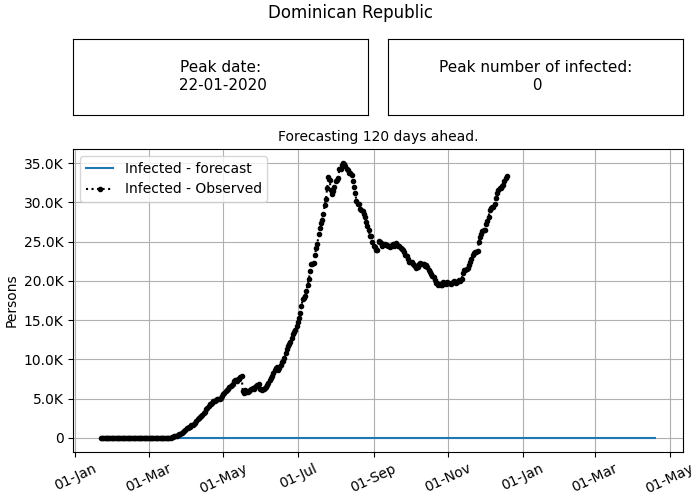 Dominican Republic
Peak date:
22-01-2020
Peak number of infected:
0
Forecasting 120 days ahead.
Infected - forecast
Infected - Observed
35.0K
30.0K
25.0K
20.0K
15.0K
10.0K
5.0K
0
Persons
01-Jan
01-Mar
01-May
01-Jul
01-Sep
01-Nov
01-Jan
01-Mar
01-May